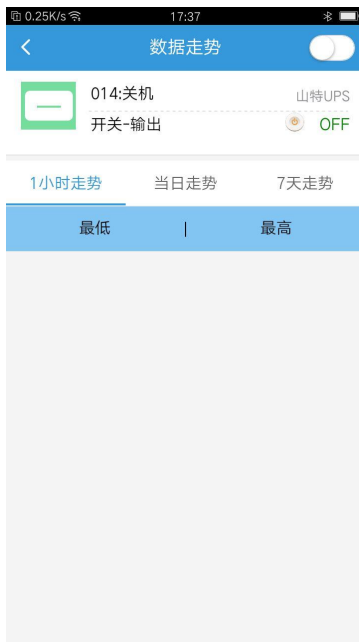 0.25K/s 17:37
数据走势
014:关机 山特UPS
开关-输出 OFF
1小时走势 当日走势 7天走势
最低 | 最高